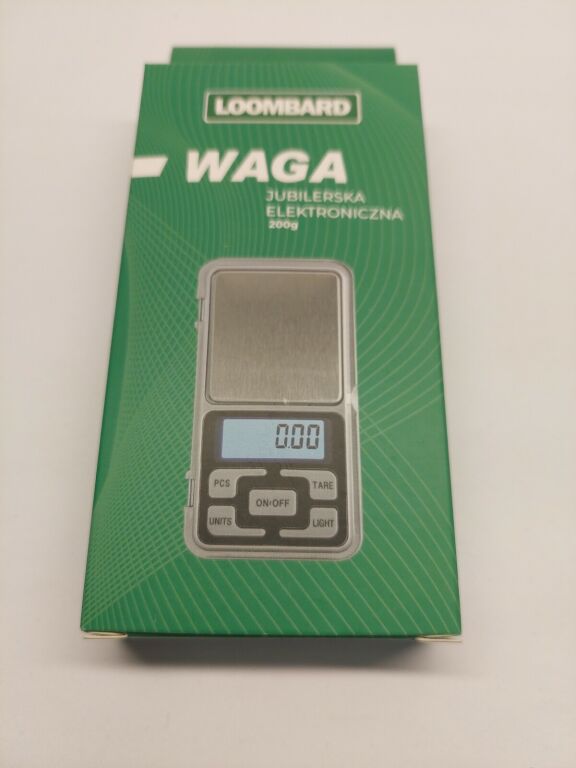 LOOMBARD
WAGA
JUBILERSKA
ELEKTRONICZNA
200g
0.00
PCS
TARE
ON•OFF
UNITS
LIGHT